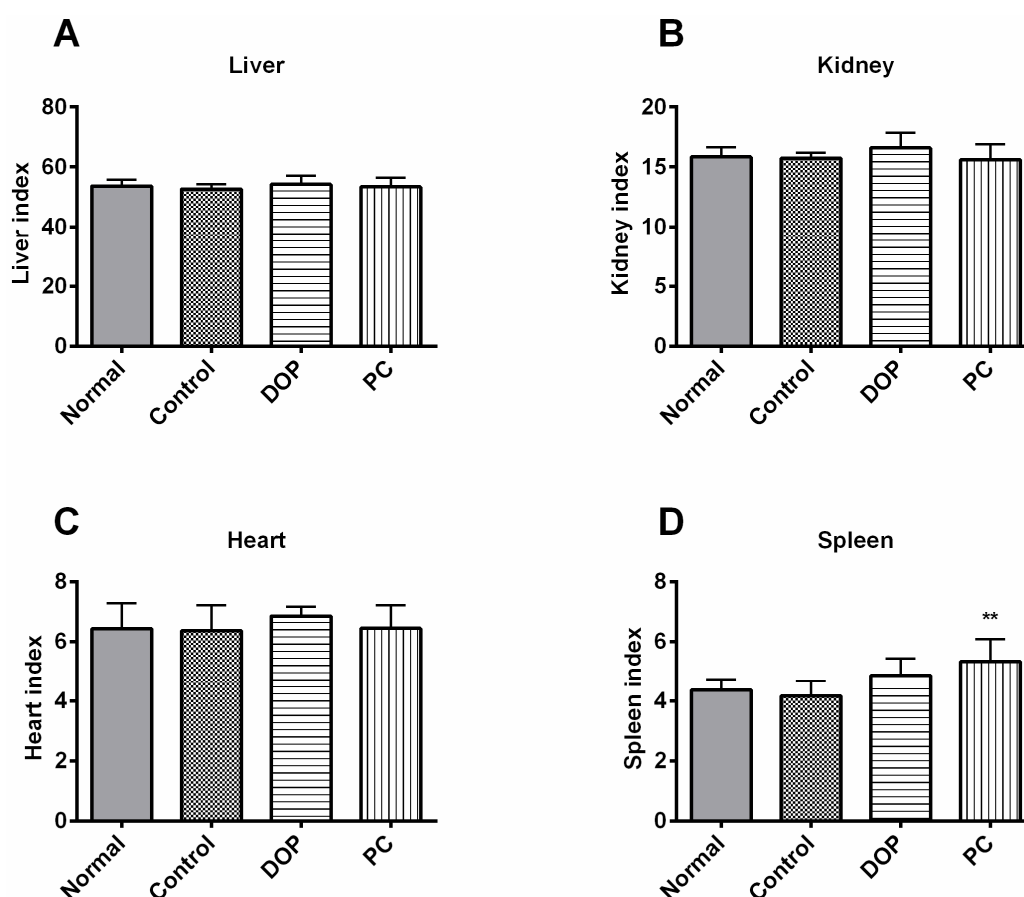 A
Liver
Liver index
80
60
40
20
0
Normal
Control
DOP
PC
B
Kidney
Kidney index
20
15
10
5
0
Normal
Control
DOP
PC
C
Heart
Heart index
8
6
4
2
0
Normal
Control
DOP
PC
D
Spleen
Spleen index
8
6
4
2
0
**
Normal
Control
DOP
PC